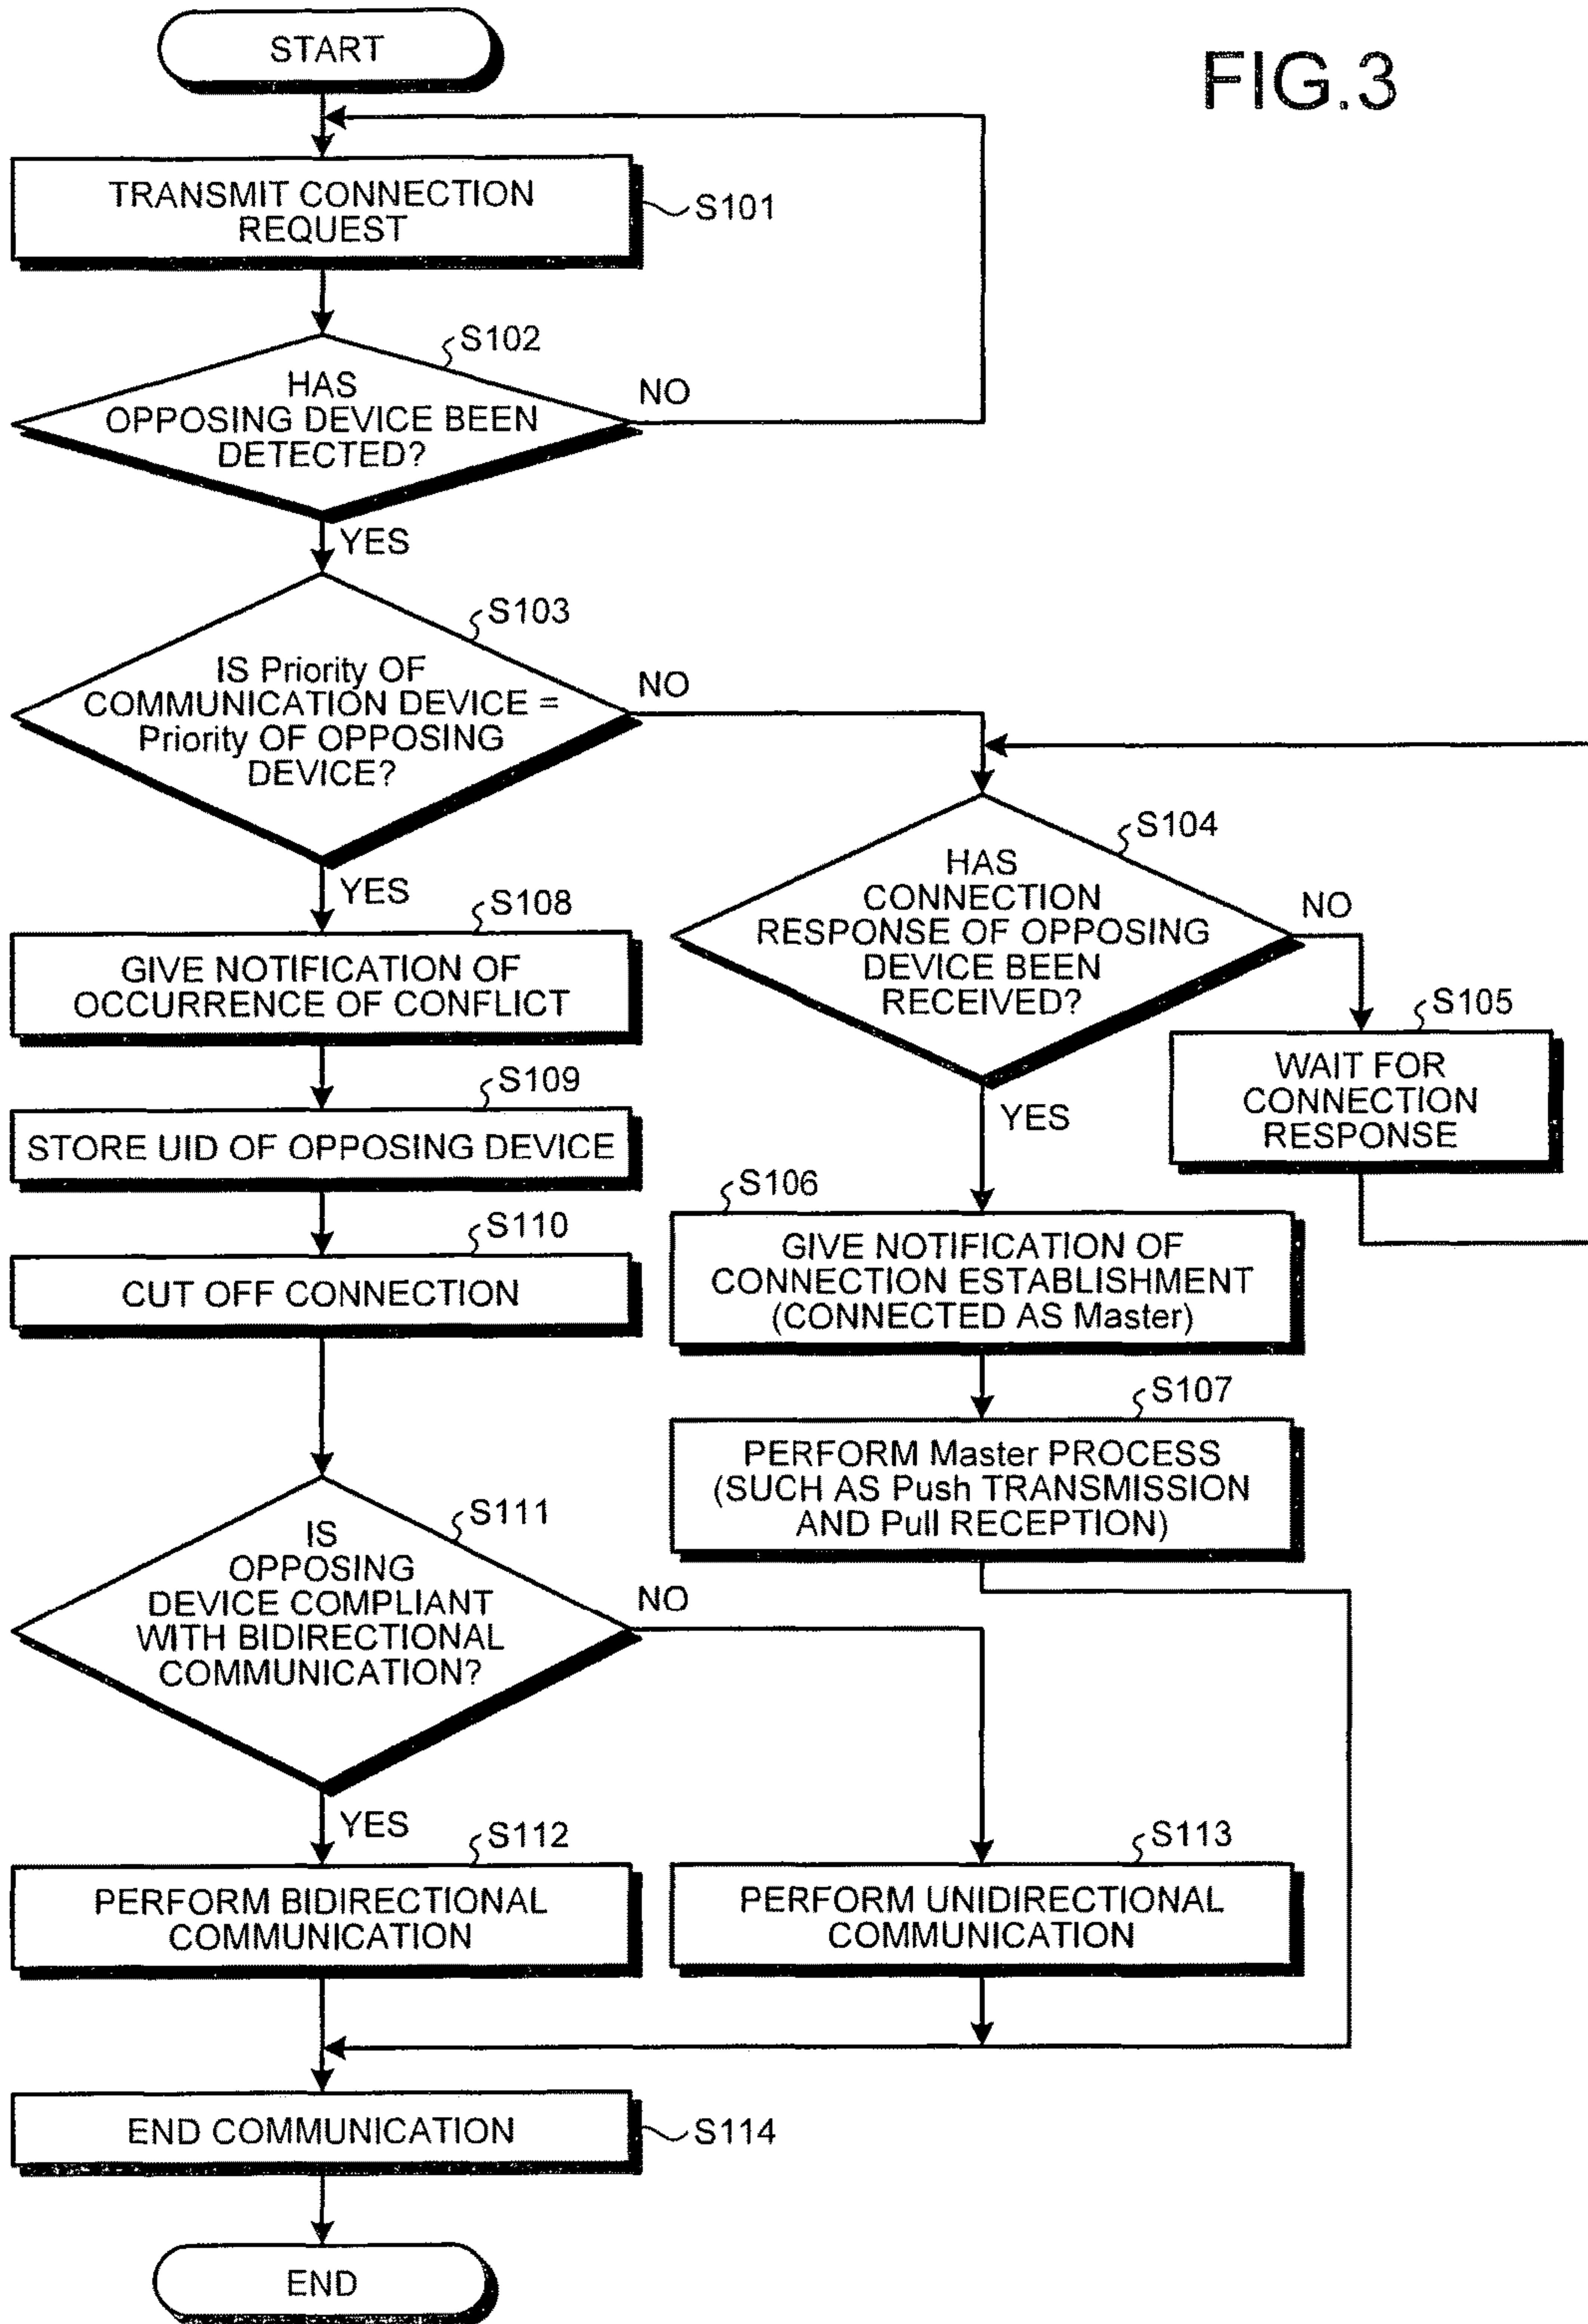 FIG.3
START
TRANSMIT CONNECTION
REQUEST
S101
S102
HAS
OPPOSING DEVICE BEEN
DETECTED?
NO
YES
S103
IS Priority OF
COMMUNICATION DEVICE =
Priority OF OPPOSING
DEVICE?
NO
YES
S104
HAS
CONNECTION
RESPONSE OF OPPOSING
DEVICE BEEN
RECEIVED?
NO
YES
S105
WAIT FOR
CONNECTION
RESPONSE
S106
GIVE NOTIFICATION OF
CONNECTION ESTABLISHMENT
(CONNECTED AS Master)
S107
PERFORM Master PROCESS
(SUCH AS Push TRANSMISSION
AND Pull RECEPTION)
S108
GIVE NOTIFICATION OF
OCCURRENCE OF CONFLICT
S109
STORE UID OF OPPOSING DEVICE
S110
CUT OFF CONNECTION
S111
IS
OPPOSING
DEVICE COMPLIANT
WITH BIDIRECTIONAL
COMMUNICATION?
NO
YES
S112
PERFORM BIDIRECTIONAL
COMMUNICATION
S113
PERFORM UNIDIRECTIONAL
COMMUNICATION
END COMMUNICATION
S114
END